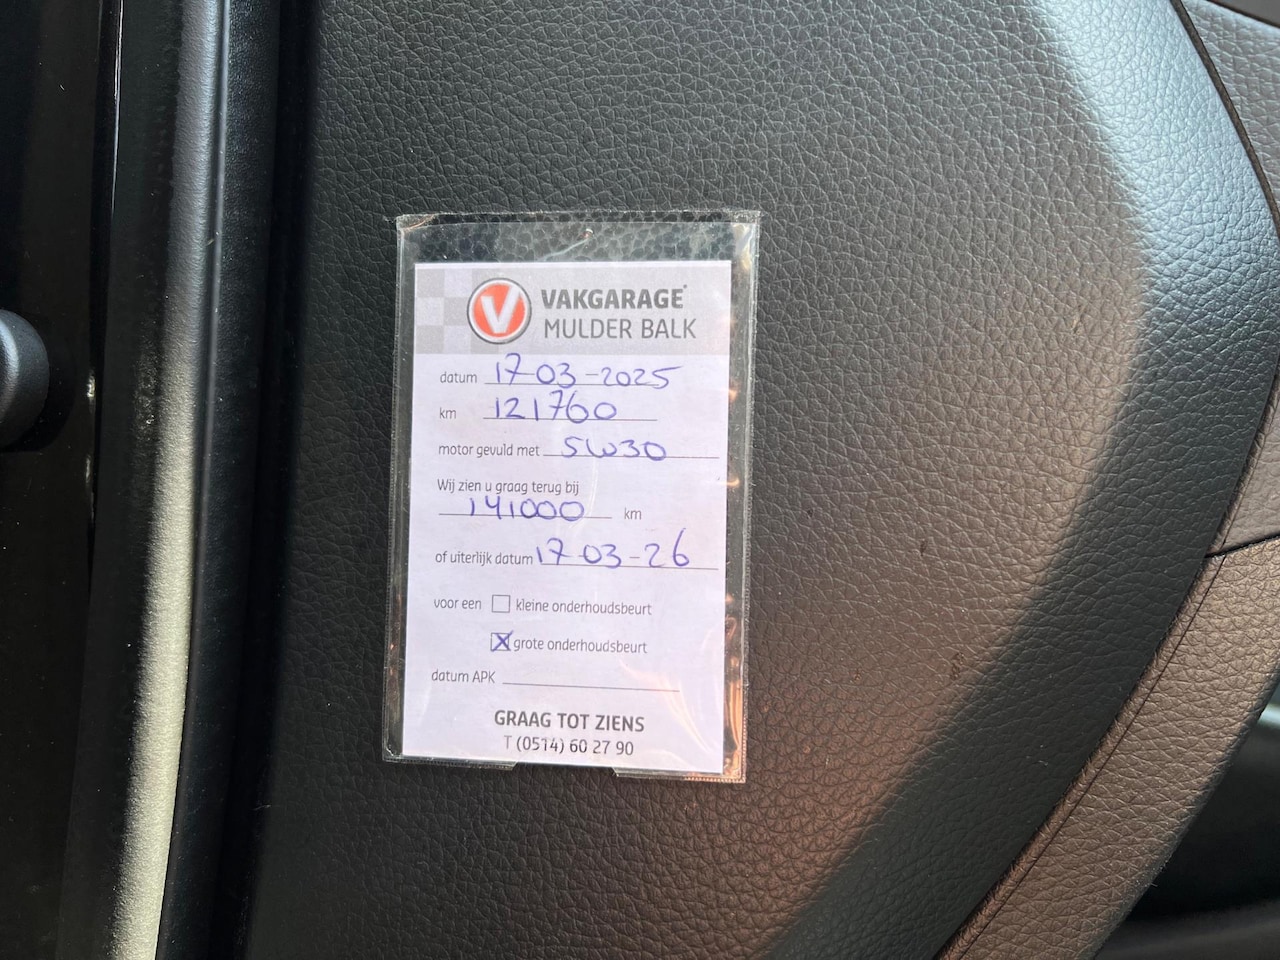 V VAKGARAGE®
MULDER BALK
datum 17-03-2025
km 121760
motor gevuld met 5W30
Wij zien u graag terug bij
141000 km
of uiterlijk datum 17-03-26
voor een kleine onderhoudsbeurt
grote onderhoudsbeurt
datum APK
GRAAG TOT ZIENS
T (0514) 60 27 90